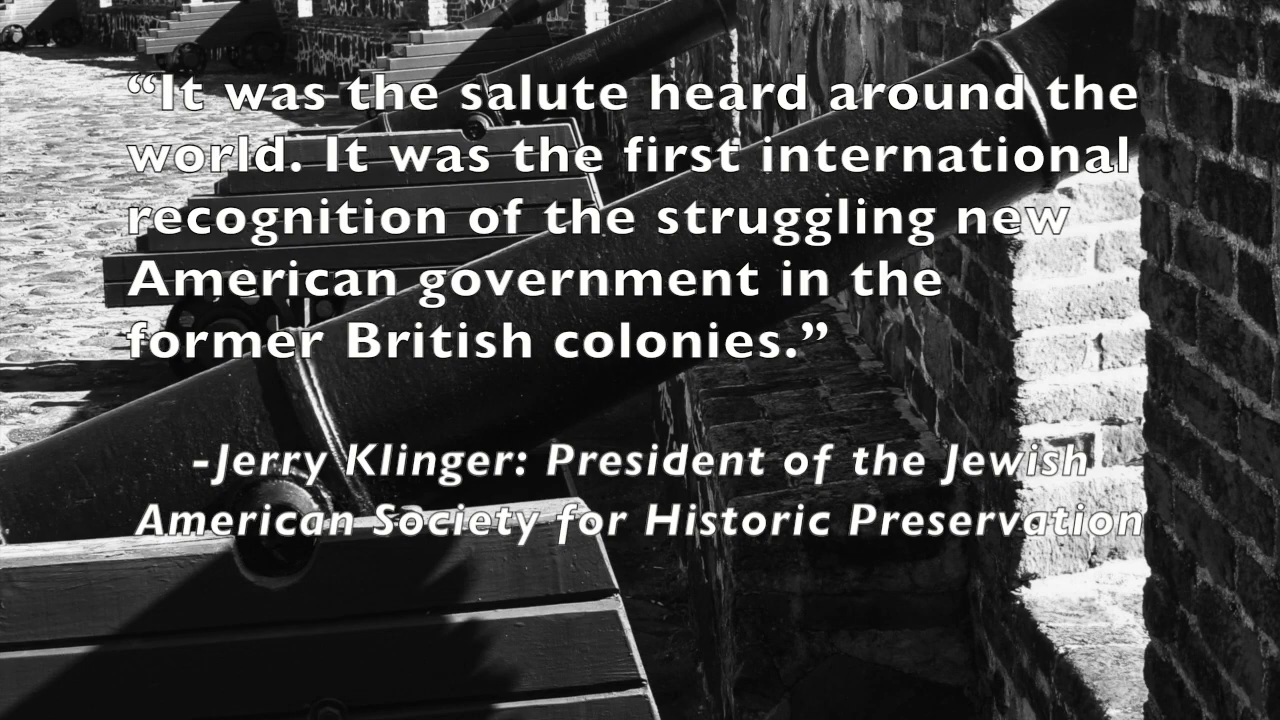 “It was the salute heard around the
world. It was the first international
recognition of the struggling new
American government in the
former British colonies.”
-Jerry Klinger: President of the Jewish
American Society for Historic Preservation